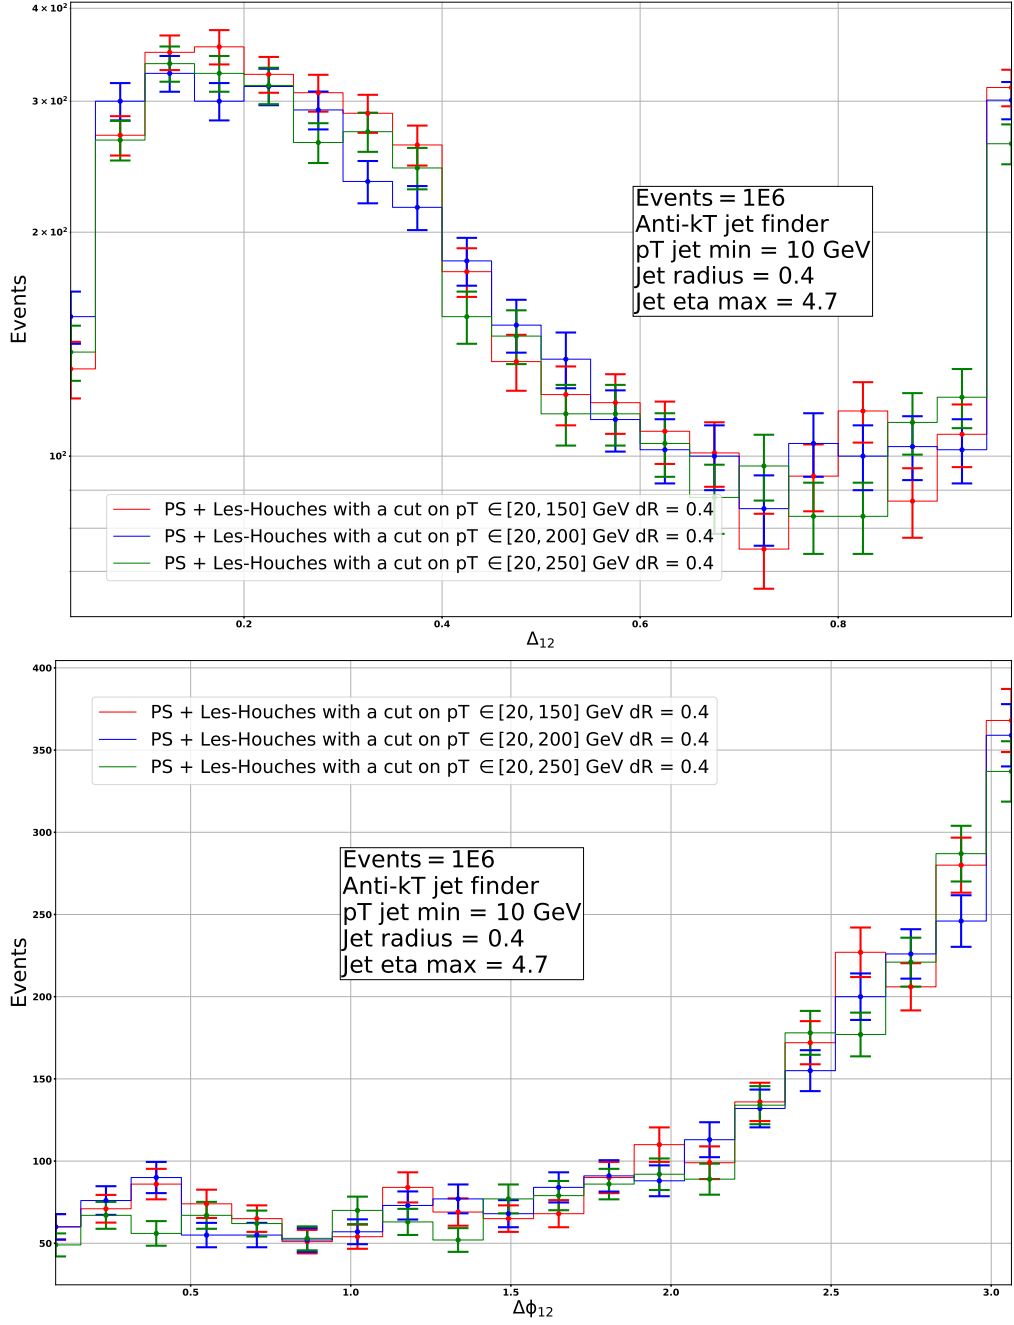 4 × 10²
3 × 10²
2 × 10²
10²
Events
Events = 1E6
Anti-kT jet finder
pT jet min = 10 GeV
Jet radius = 0.4
Jet eta max = 4.7
PS + Les-Houches with a cut on pT ∈[20, 150] GeV dR = 0.4
PS + Les-Houches with a cut on pT ∈[20, 200] GeV dR = 0.4
PS + Les-Houches with a cut on pT ∈[20, 250] GeV dR = 0.4
0.2 0.4 0.6 0.8
Δ₁₂
400
350
300
250
200
150
100
50
Events
PS + Les-Houches with a cut on pT ∈[20, 150] GeV dR = 0.4
PS + Les-Houches with a cut on pT ∈[20, 200] GeV dR = 0.4
PS + Les-Houches with a cut on pT ∈[20, 250] GeV dR = 0.4
Events = 1E6
Anti-kT jet finder
pT jet min = 10 GeV
Jet radius = 0.4
Jet eta max = 4.7
0.5 1.0 1.5 2.0 2.5 3.0
Δϕ₁₂